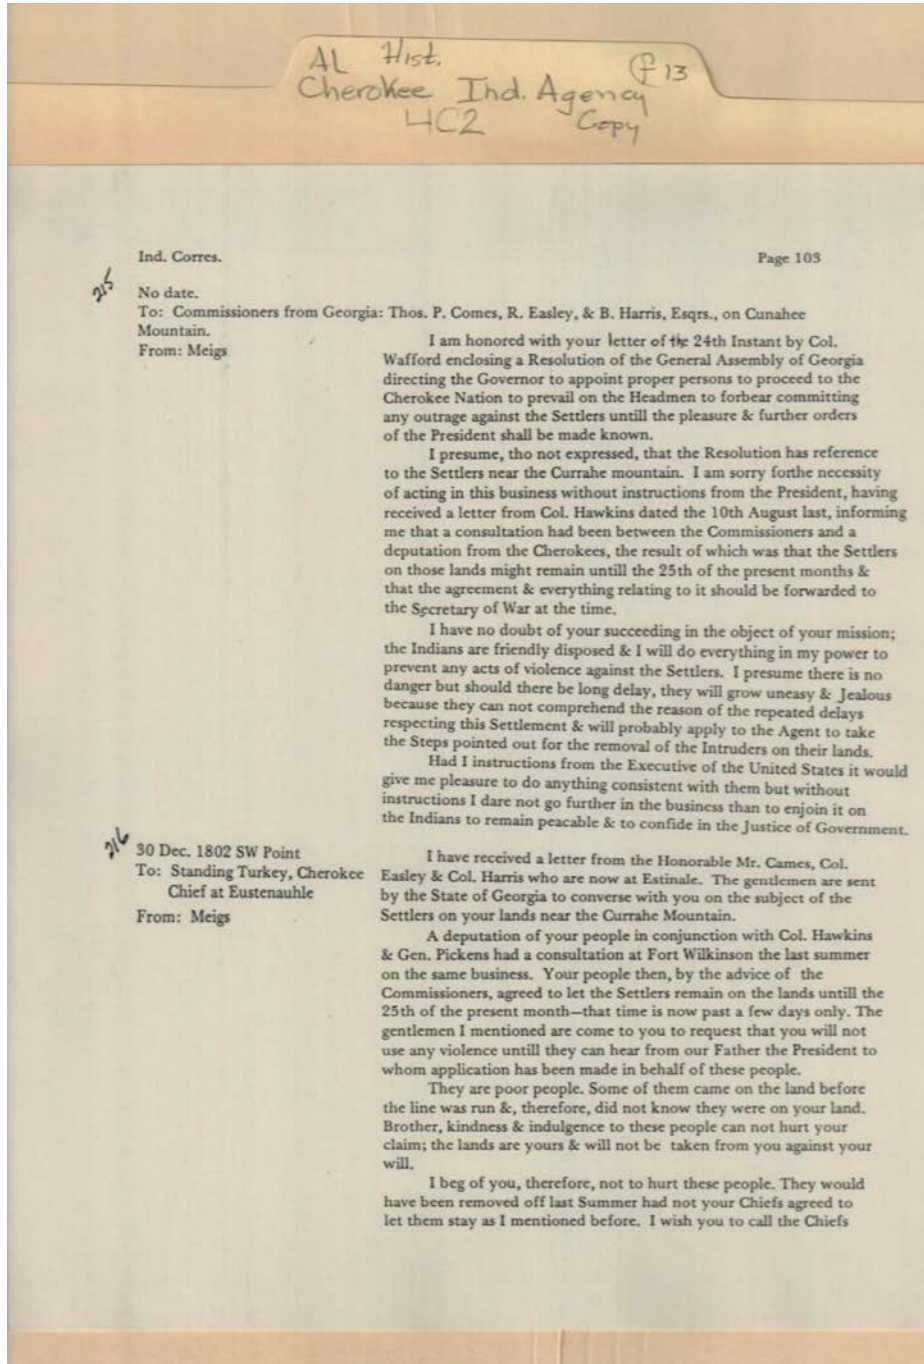 AL Hist.
Cherokee Ind. Agency f 13
4C2 Copy
Ind. Corres. Page 103
215
No date.
To: Commissioners from Georgia: Thos. P. Comes, R. Easley, & B. Harris, Esqrs., on Cunahee
Mountain.
From: Meigs
I am honored with your letter of the 24th Instant by Col.
Wafford enclosing a Resolution of the General Assembly of Georgia
directing the Governor to appoint proper persons to proceed to the
Cherokee Nation to prevail on the Headmen to forbear committing
any outrage against the Settlers untill the pleasure & further orders
of the President shall be made known.
I presume, tho not expressed, that the Resolution has reference
to the Settlers near the Currahe mountain. I am sorry forthe necessity
of acting in this business without instructions from the President, having
received a letter from Col. Hawkins dated the 10th August last, informing
me that a consultation had been between the Commissioners and a
deputation from the Cherokees, the result of which was that the Settlers
on those lands might remain untill the 25th of the present months &
that the agreement & everything relating to it should be forwarded to
the Secretary of War at the time.
I have no doubt of your succeeding in the object of your mission;
the Indians are friendly disposed & I will do everything in my power to
prevent any acts of violence against the Settlers. I presume there is no
danger but should there be long delay, they will grow uneasy & Jealous
because they can not comprehend the reason of the repeated delays
respecting this Settlement & will probably apply to the Agent to take
the Steps pointed out for the removal of the Intruders on their lands.
Had I instructions from the Executive of the United States it would
give me pleasure to do anything consistent with them but without
instructions I dare not go further in the business than to enjoin it on
the Indians to remain peacable & to confide in the Justice of Government.
216
30 Dec. 1802 SW Point
To: Standing Turkey, Cherokee
Chief at Eustenauhle
From: Meigs
I have received a letter from the Honorable Mr. Cames, Col.
Easley & Col. Harris who are now at Estinale. The gentlemen are sent
by the State of Georgia to converse with you on the subject of the
Settlers on your lands near the Currahe Mountain.
A deputation of your people in conjunction with Col. Hawkins
& Gen. Pickens had a consultation at Fort Wilkinson the last summer
on the same business. Your people then, by the advice of the
Commissioners, agreed to let the Settlers remain on the lands untill the
25th of the present month—that time is now past a few days only. The
gentlemen I mentioned are come to you to request that you will not
use any violence untill they can hear from our Father the President to
whom application has been made in behalf of these people.
They are poor people. Some of them came on the land before
the line was run &, therefore, did not know they were on your land.
Brother, kindness & indulgence to these people can not hurt your
claim; the lands are yours & will not be taken from you against your
will.
I beg of you, therefore, not to hurt these people. They would
have been removed off last Summer had not your Chiefs agreed to
let them stay as I mentioned before. I wish you to call the Chiefs